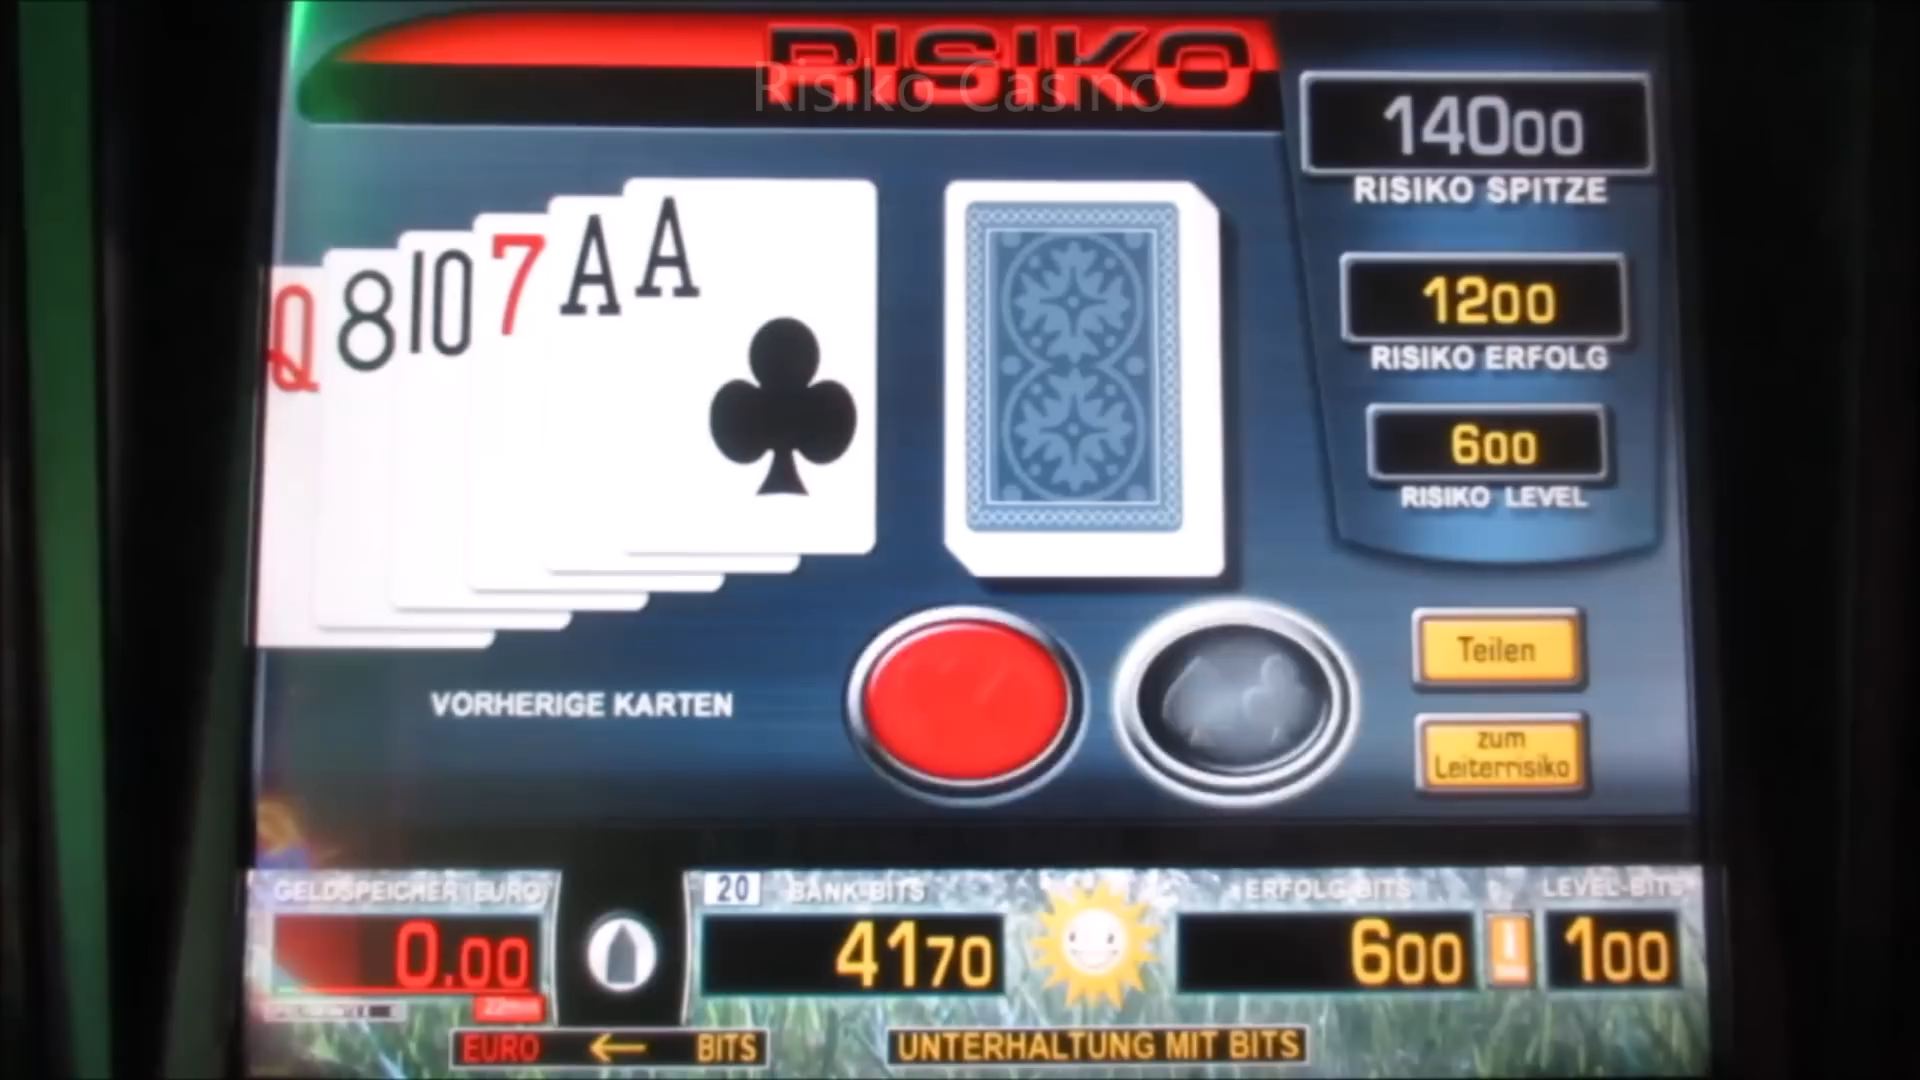 RISIKO
Risiko Casino
14000
RISIKO SPITZE
1200
RISIKO ERFOLG
600
RISIKO LEVEL
Q 8 10 7 A A
Teilen
zum
Leiterrisiko
VORHERIGE KARTEN
GELDSPEICHER (EURO)
20 BANK-BITS
ERFOLG-BITS
LEVEL-BITS
0.00
4170
600
100
EURO ← BITS
UNTERHALTUNG MIT BITS